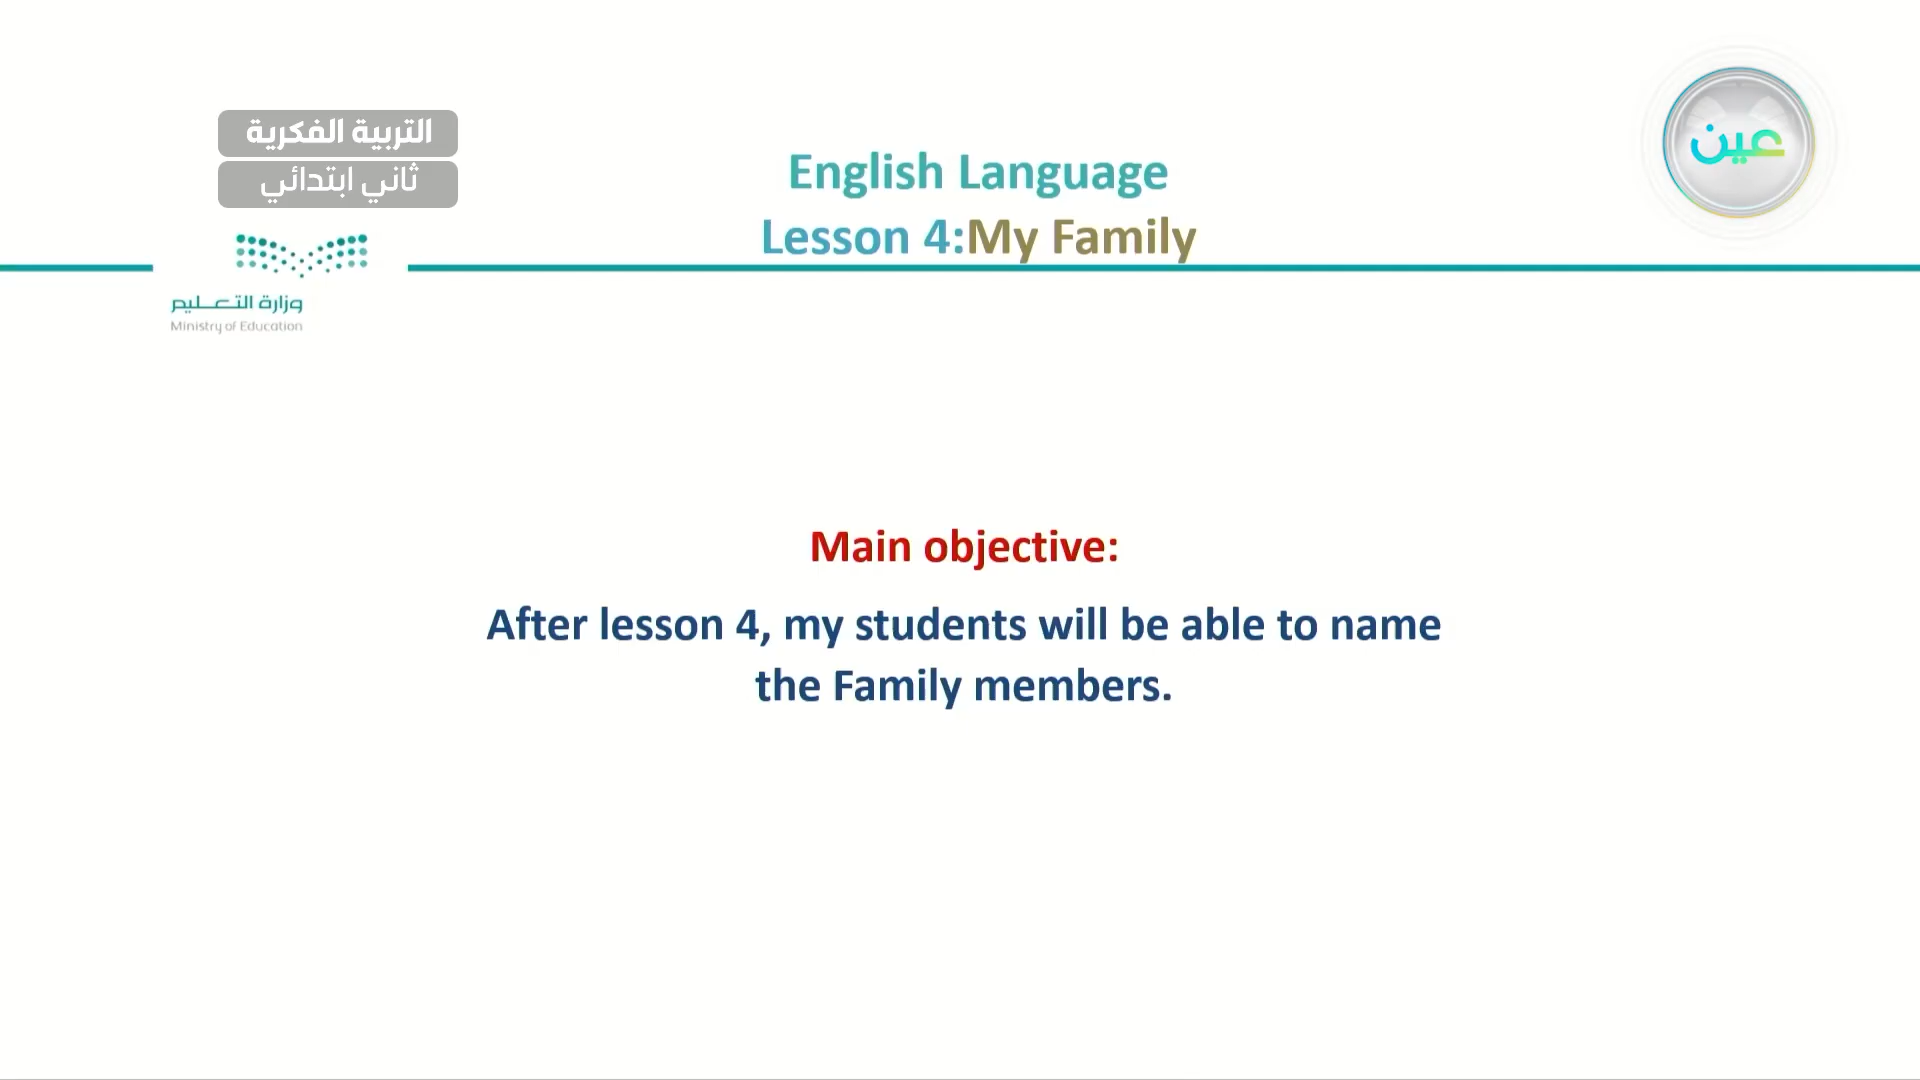 التربية الفكرية
ثاني ابتدائي
عين
English Language
Lesson 4:My Family
وزارة التعليم
Ministry of Education
Main objective:
After lesson 4, my students will be able to name
the Family members.